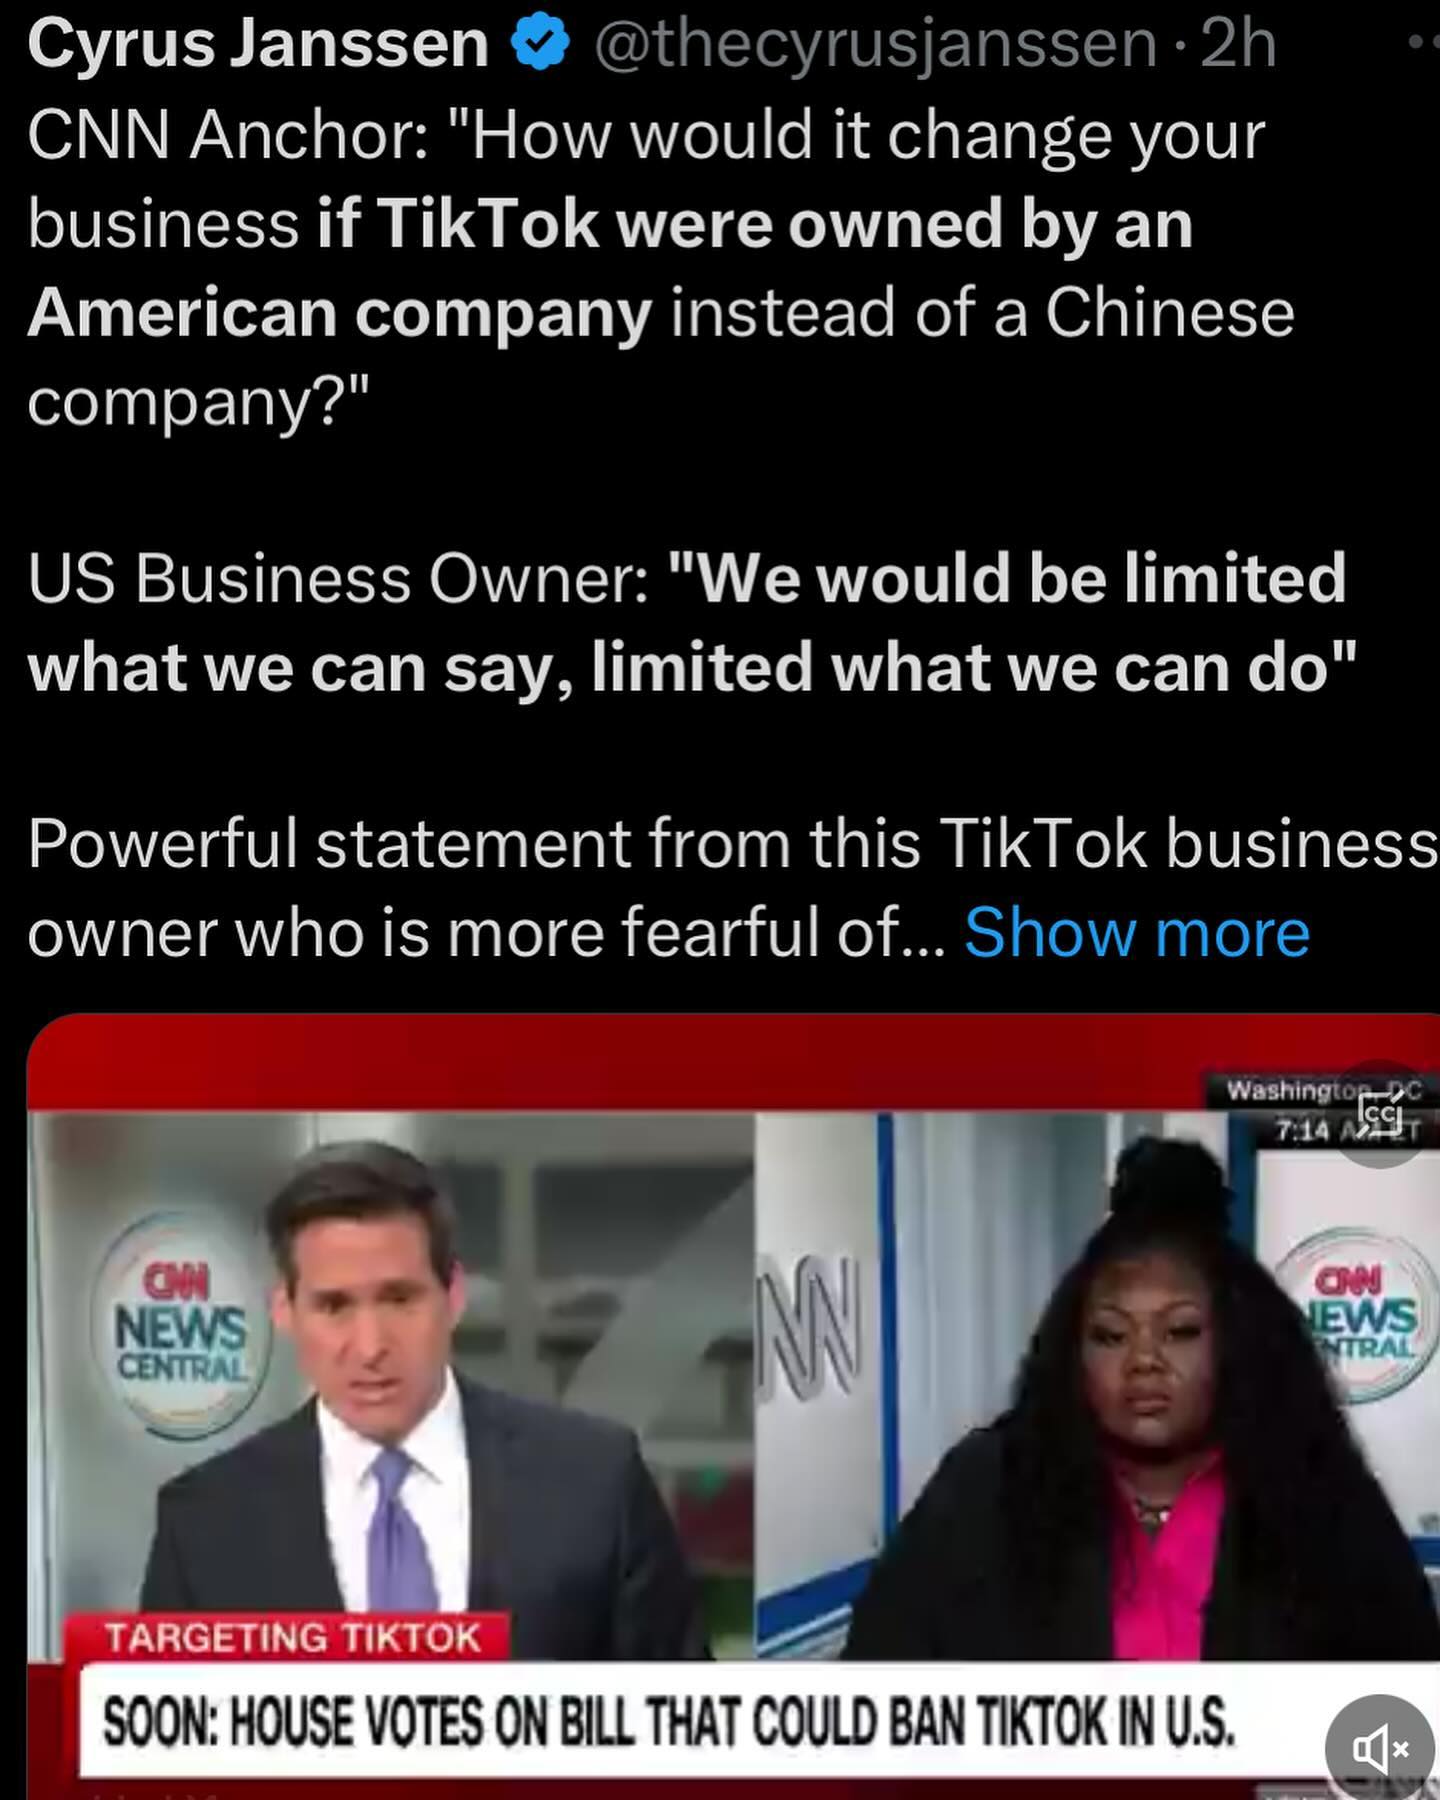 Cyrus Janssen @thecyrusjanssen · 2h
CNN Anchor: "How would it change your
business if TikTok were owned by an
American company instead of a Chinese
company?"
US Business Owner: "We would be limited
what we can say, limited what we can do"
Powerful statement from this TikTok business
owner who is more fearful of... Show more
Washington, DC
CC
7:14 AM ET
CNN
NEWS
CENTRAL
CNN
NEWS
CENTRAL
TARGETING TIKTOK
SOON: HOUSE VOTES ON BILL THAT COULD BAN TIKTOK IN U.S.